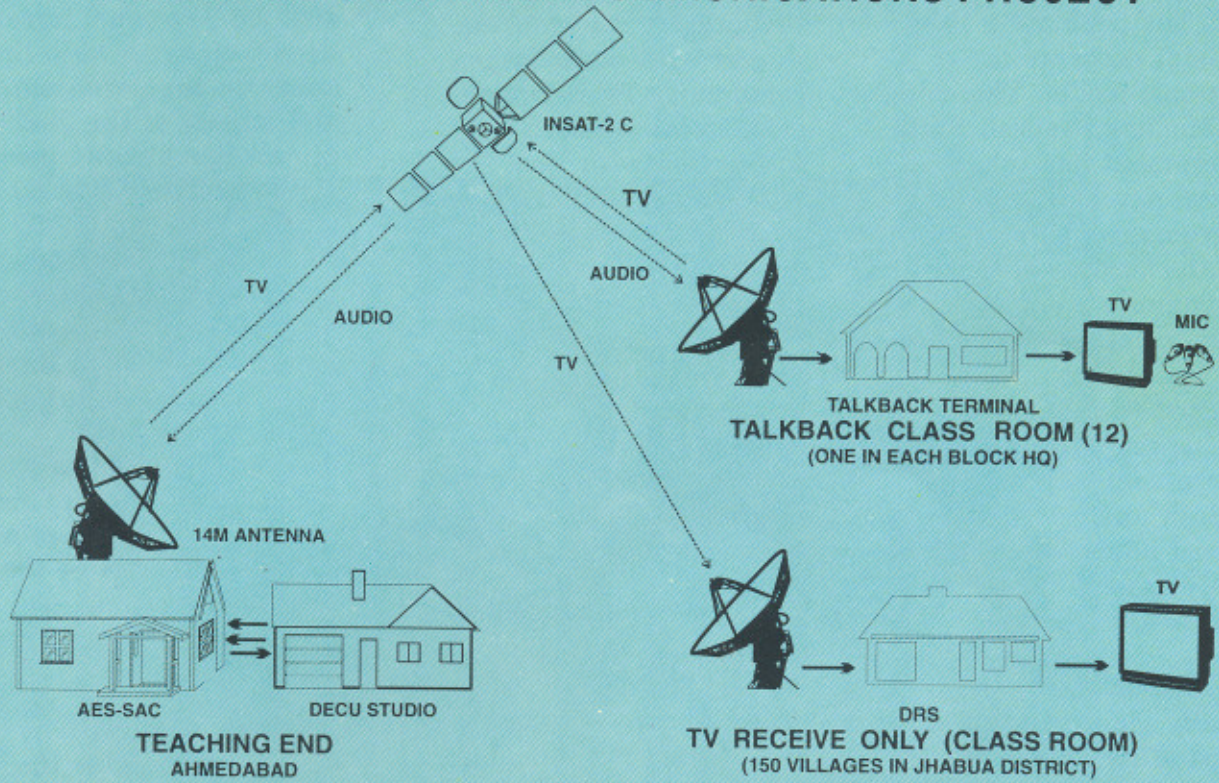 PROJECT
INSAT-2 C
TV
AUDIO
TV
AUDIO
TV
TV
MIC
TALKBACK TERMINAL
TALKBACK CLASS ROOM (12)
(ONE IN EACH BLOCK HQ)
14M ANTENNA
AES-SAC
DECU STUDIO
TEACHING END
AHMEDABAD
TV
DRS
TV RECEIVE ONLY (CLASS ROOM)
(150 VILLAGES IN JHABUA DISTRICT)